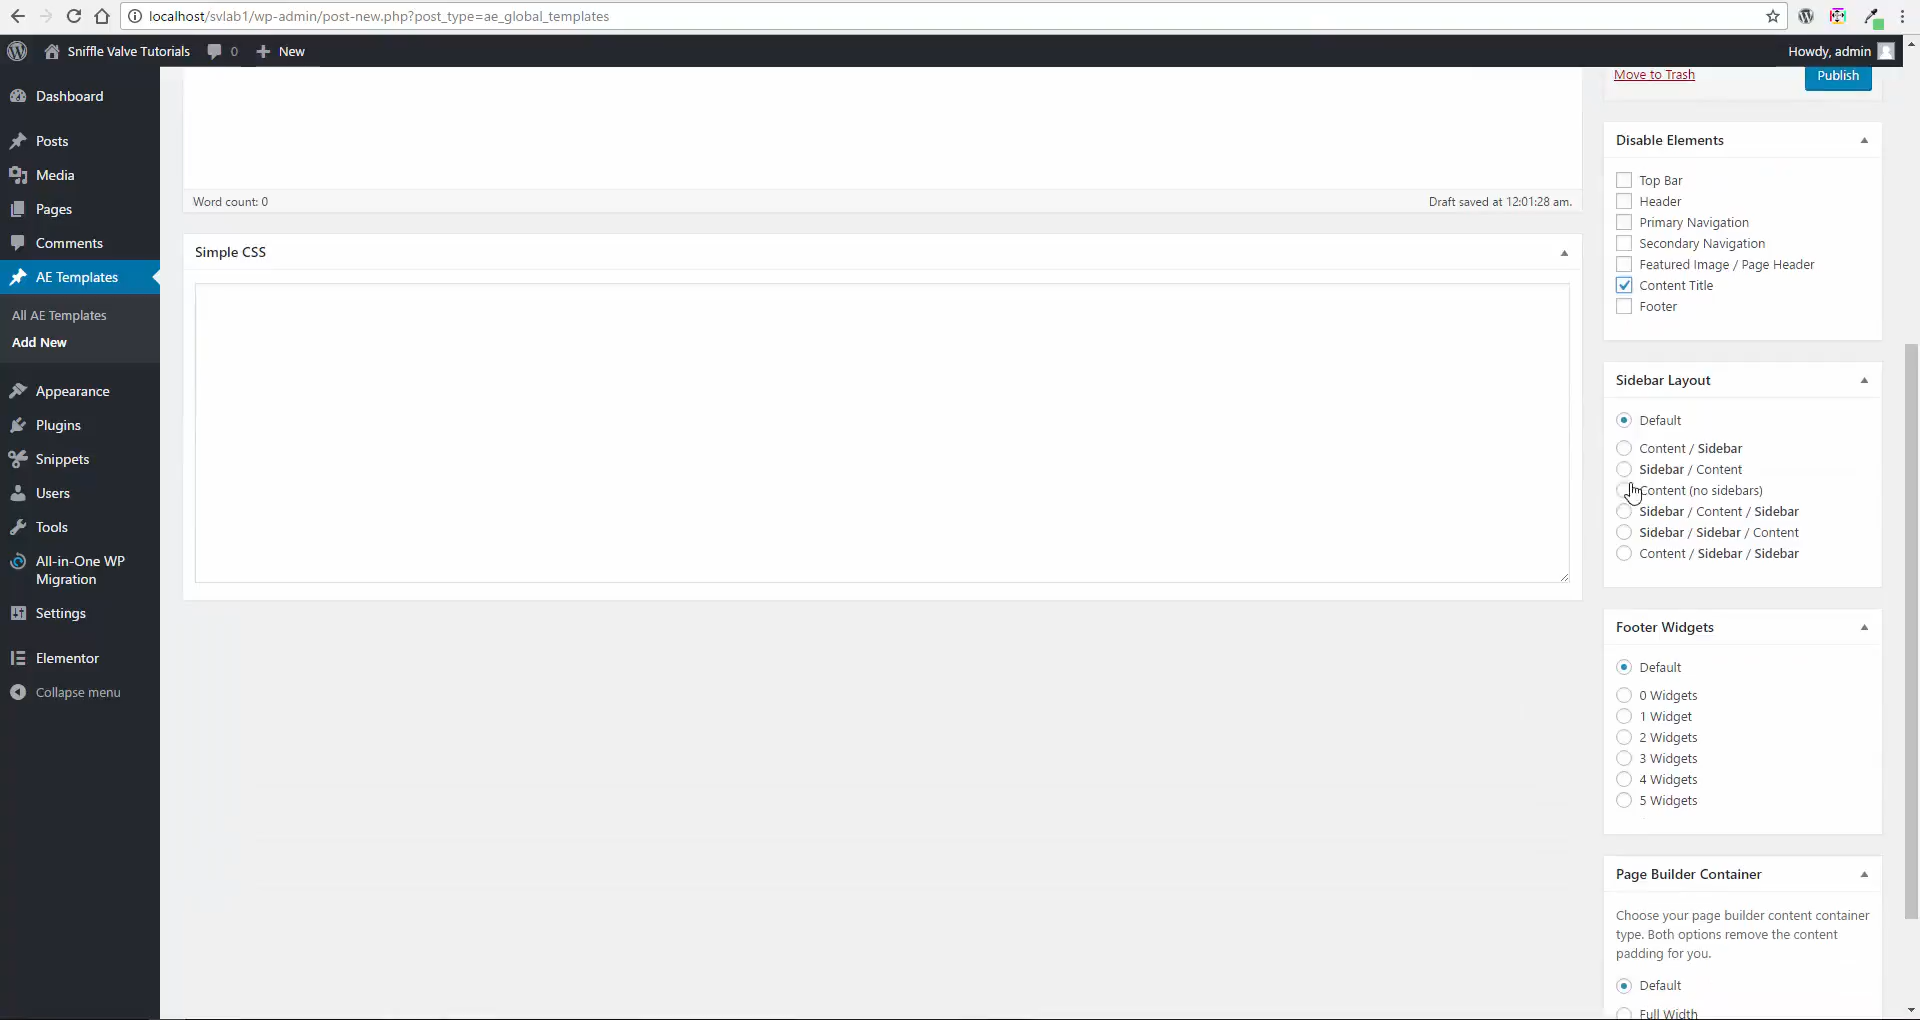 localhost/svlab1/wp-admin/post-new.php?post_type=ae_global_templates
Sniffle Valve Tutorials 0 New
Howdy, admin
Dashboard
Posts
Media
Pages
Comments
AE Templates
All AE Templates
Add New
Appearance
Plugins
Snippets
Users
Tools
All-in-One WP
Migration
Settings
Elementor
Collapse menu
Word count: 0
Draft saved at 12:01:28 am.
Simple CSS
Move to Trash
Publish
Disable Elements
Top Bar
Header
Primary Navigation
Secondary Navigation
Featured Image / Page Header
Content Title
Footer
Sidebar Layout
Default
Content / Sidebar
Sidebar / Content
Content (no sidebars)
Sidebar / Content / Sidebar
Sidebar / Sidebar / Content
Content / Sidebar / Sidebar
Footer Widgets
Default
0 Widgets
1 Widget
2 Widgets
3 Widgets
4 Widgets
5 Widgets
Page Builder Container
Choose your page builder content container
type. Both options remove the content
padding for you.
Default
Full Width